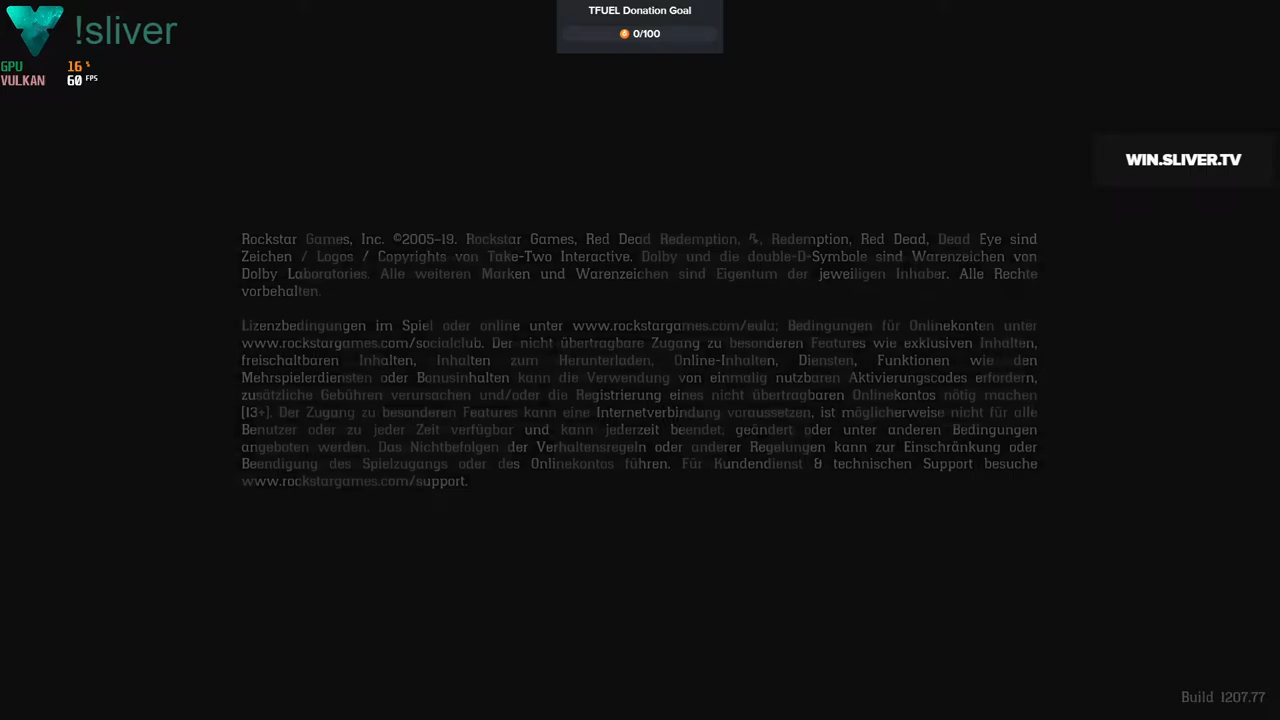 !sliver
TFUEL Donation Goal
0/100
GPU 16 %
VULKAN 60 FPS
WIN.SLIVER.TV
Rockstar Games, Inc. ©2005–19. Rockstar Games, Red Dead Redemption, R, Redemption, Red Dead, Dead Eye sind
Zeichen / Logos / Copyrights von Take-Two Interactive. Dolby und die double-D-Symbole sind Warenzeichen von
Dolby Laboratories. Alle weiteren Marken und Warenzeichen sind Eigentum der jeweiligen Inhaber. Alle Rechte
vorbehalten.
Lizenzbedingungen im Spiel oder online unter www.rockstargames.com/eula; Bedingungen für Onlinekonten unter
www.rockstargames.com/socialclub. Der nicht übertragbare Zugang zu besonderen Features wie exklusiven Inhalten,
freischaltbaren Inhalten, Inhalten zum Herunterladen, Online-Inhalten, Diensten, Funktionen wie den
Mehrspielerdiensten oder Bonusinhalten kann die Verwendung von einmalig nutzbaren Aktivierungscodes erfordern,
zusätzliche Gebühren verursachen und/oder die Registrierung eines nicht übertragbaren Onlinekontos nötig machen
[13+]. Der Zugang zu besonderen Features kann eine Internetverbindung voraussetzen, ist möglicherweise nicht für alle
Benutzer oder zu jeder Zeit verfügbar und kann jederzeit beendet, geändert oder unter anderen Bedingungen
angeboten werden. Das Nichtbefolgen der Verhaltensregeln oder anderer Regelungen kann zur Einschränkung oder
Beendigung des Spielzugangs oder des Onlinekontos führen. Für Kundendienst & technischen Support besuche
www.rockstargames.com/support.
Build 1207.77